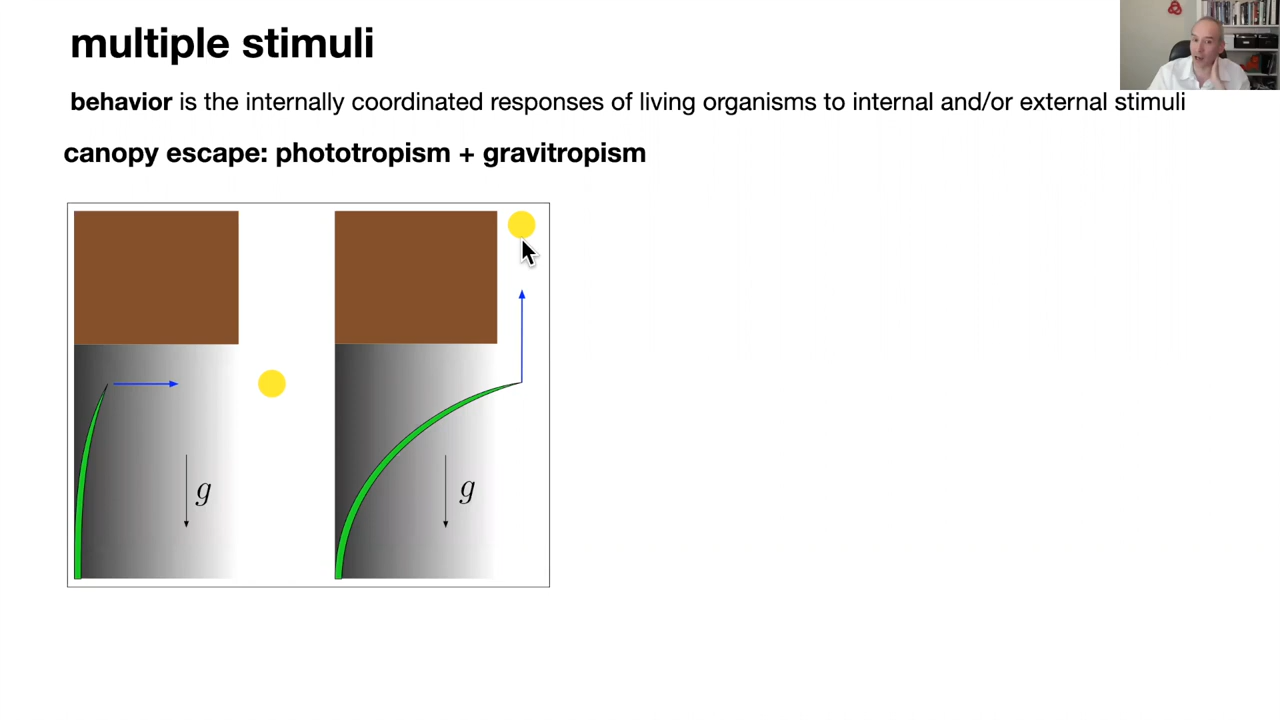 multiple stimuli
behavior is the internally coordinated responses of living organisms to internal and/or external stimuli
canopy escape: phototropism + gravitropism
g
g